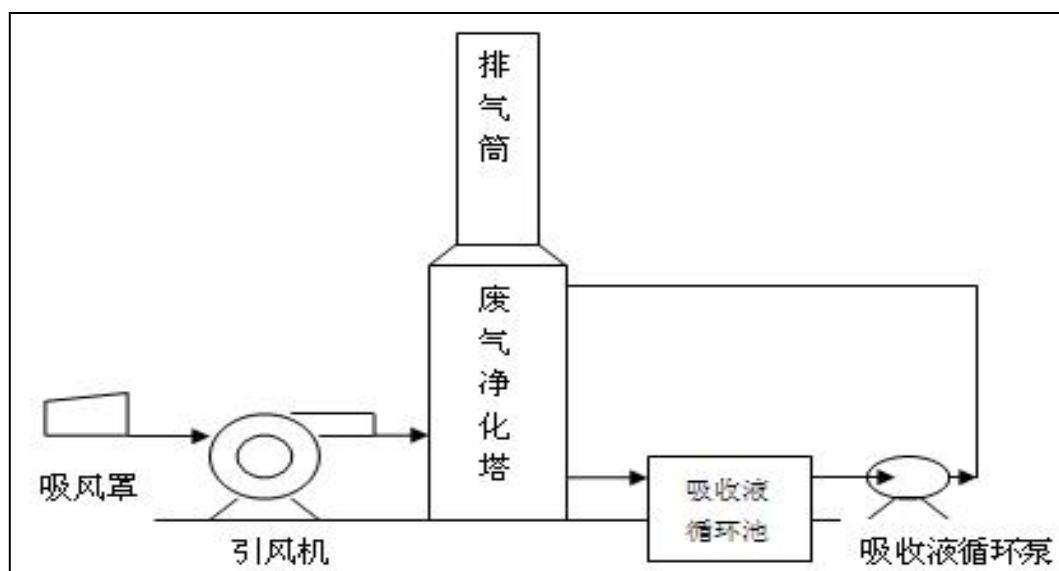 排气筒
废气净化塔
吸风罩
引风机
吸收液
循环池
吸收液循环泵